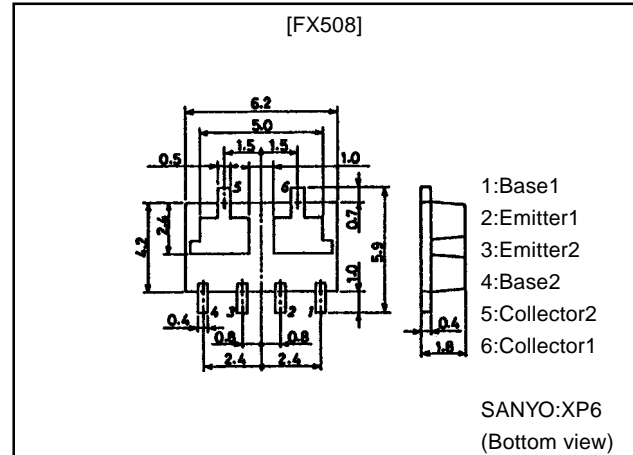 [FX508]
6.2
5.0
1.5 1.5
0.5 1.0
5 6
0.7
4.2 2.4 5.9
1.0
4 3 2 1
0.4 0.4
0.8 0.8
1.8
2.4 2.4
1:Base1
2:Emitter1
3:Emitter2
4:Base2
5:Collector2
6:Collector1
SANYO:XP6
(Bottom view)